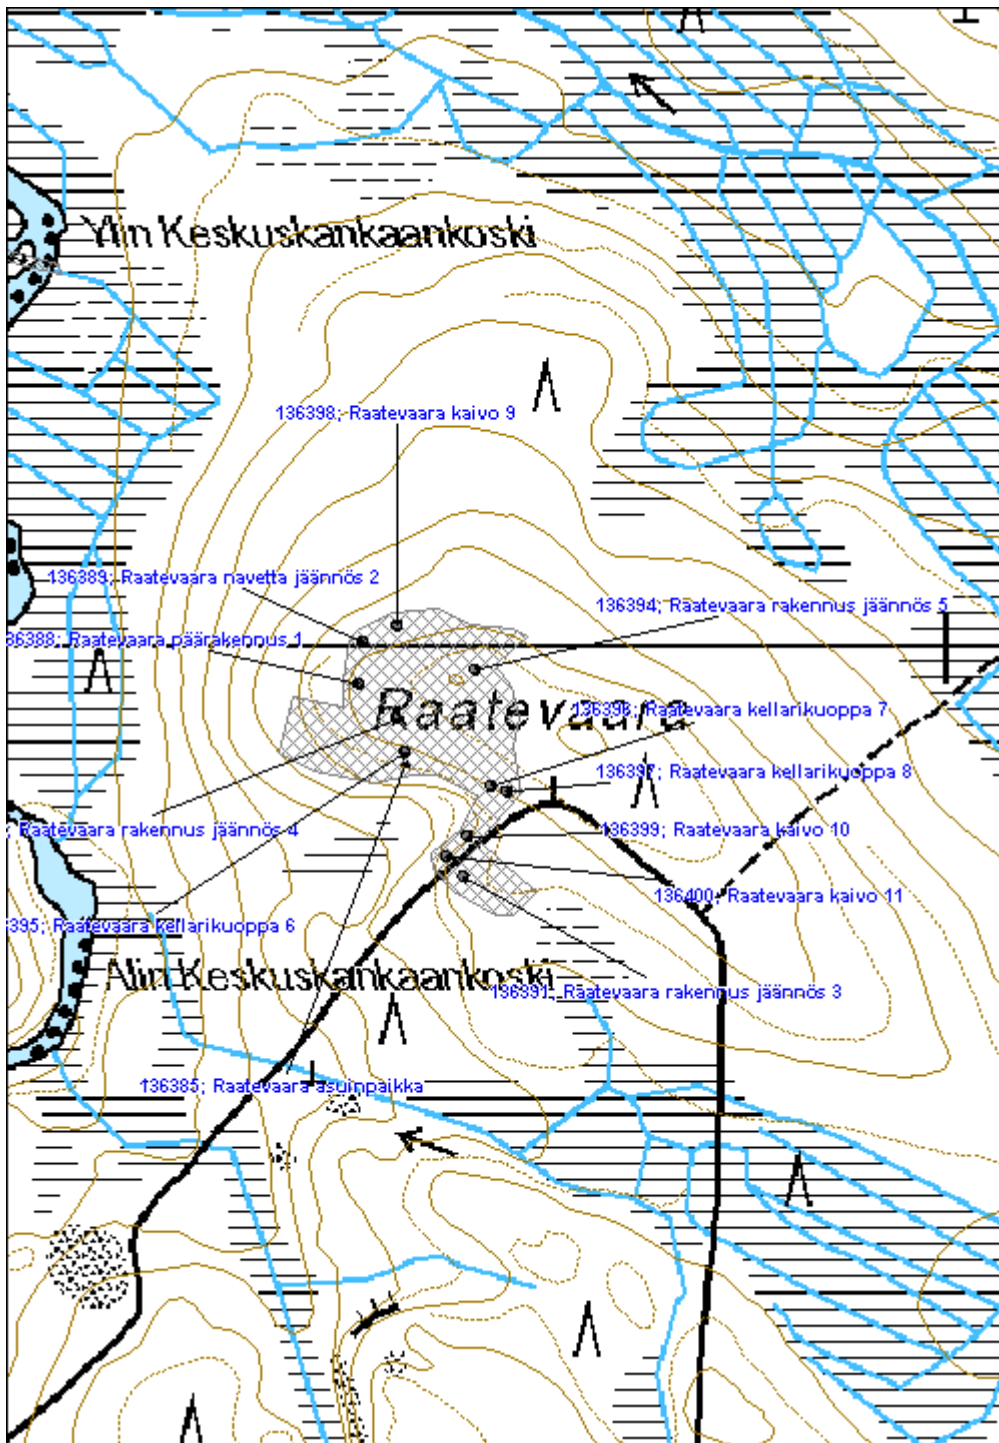 Ylin Keskuskankaankoski
136398; Raatevaara kaivo 9
136389; Raatevaara navetta jäännös 2
136394; Raatevaara rakennus jäännös 5
36388; Raatevaara päärakennus 1
Raatevaara
136396; Raatevaara kellarikuoppa 7
136397; Raatevaara kellarikuoppa 8
; Raatevaara rakennus jäännös 4
136399; Raatevaara kaivo 10
136400; Raatevaara kaivo 11
395; Raatevaara kellarikuoppa 6
Alin Keskuskankaankoski
136391; Raatevaara rakennus jäännös 3
136385; Raatevaara asuinpaikka